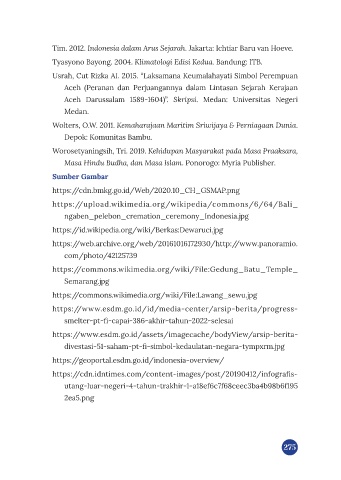 Tim. 2012. Indonesia dalam Arus Sejarah. Jakarta: Ichtiar Baru van Hoeve.
Tyasyono Bayong. 2004. Klimatologi Edisi Kedua. Bandung: ITB.
Usrah, Cut Rizka Al. 2015. “Laksamana Keumalahayati Simbol Perempuan
Aceh (Peranan dan Perjuangannya dalam Lintasan Sejarah Kerajaan
Aceh Darussalam 1589-1604)”. Skripsi. Medan: Universitas Negeri
Medan.
Wolters, O.W. 2011. Kemaharajaan Maritim Sriwijaya & Perniagaan Dunia.
Depok: Komunitas Bambu.
Worosetyaningsih, Tri. 2019. Kehidupan Masyarakat pada Masa Praaksara,
Masa Hindu Budha, dan Masa Islam. Ponorogo: Myria Publisher.
Sumber Gambar
https://cdn.bmkg.go.id/Web/2020.10_CH_GSMAP.png
https://upload.wikimedia.org/wikipedia/commons/6/64/Bali_
ngaben_pelebon_cremation_ceremony_Indonesia.jpg
https://id.wikipedia.org/wiki/Berkas:Dewaruci.jpg
https://web.archive.org/web/20161016172930/http://www.panoramio.
com/photo/42125739
https://commons.wikimedia.org/wiki/File:Gedung_Batu_Temple_
Semarang.jpg
https://commons.wikimedia.org/wiki/File:Lawang_sewu.jpg
https://www.esdm.go.id/id/media-center/arsip-berita/progress-
smelter-pt-fi-capai-386-akhir-tahun-2022-selesai
https://www.esdm.go.id/assets/imagecache/bodyView/arsip-berita-
divestasi-51-saham-pt-fi-simbol-kedaulatan-negara-tympxrm.jpg
https://geoportal.esdm.go.id/indonesia-overview/
https://cdn.idntimes.com/content-images/post/20190412/infografis-
utang-luar-negeri-4-tahun-trakhir-1-a18ef6c7f68ceec3ba4b98b6f195
2ea5.png
275